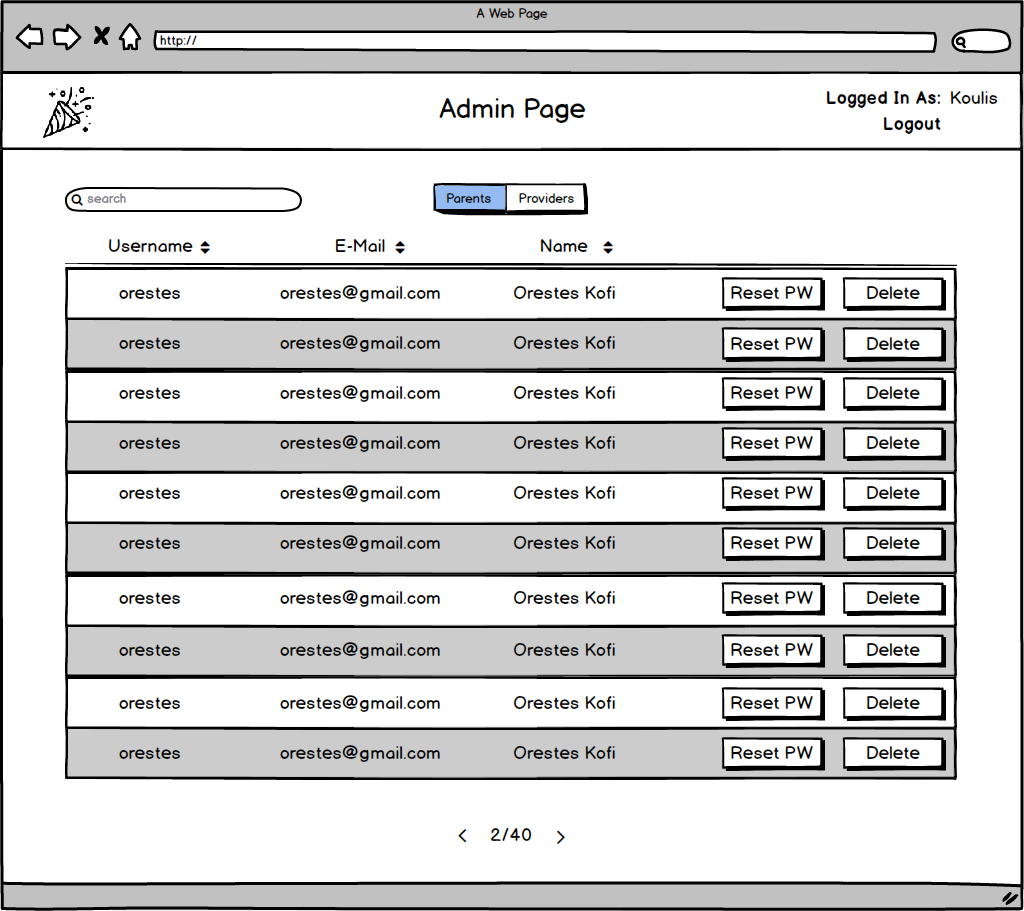 A Web Page
http://
Admin Page
Logged In As: Koulis
Logout
search
Parents Providers
Username E-Mail Name
orestes orestes@gmail.com Orestes Kofi Reset PW Delete
orestes orestes@gmail.com Orestes Kofi Reset PW Delete
orestes orestes@gmail.com Orestes Kofi Reset PW Delete
orestes orestes@gmail.com Orestes Kofi Reset PW Delete
orestes orestes@gmail.com Orestes Kofi Reset PW Delete
orestes orestes@gmail.com Orestes Kofi Reset PW Delete
orestes orestes@gmail.com Orestes Kofi Reset PW Delete
orestes orestes@gmail.com Orestes Kofi Reset PW Delete
orestes orestes@gmail.com Orestes Kofi Reset PW Delete
orestes orestes@gmail.com Orestes Kofi Reset PW Delete
< 2/40 >